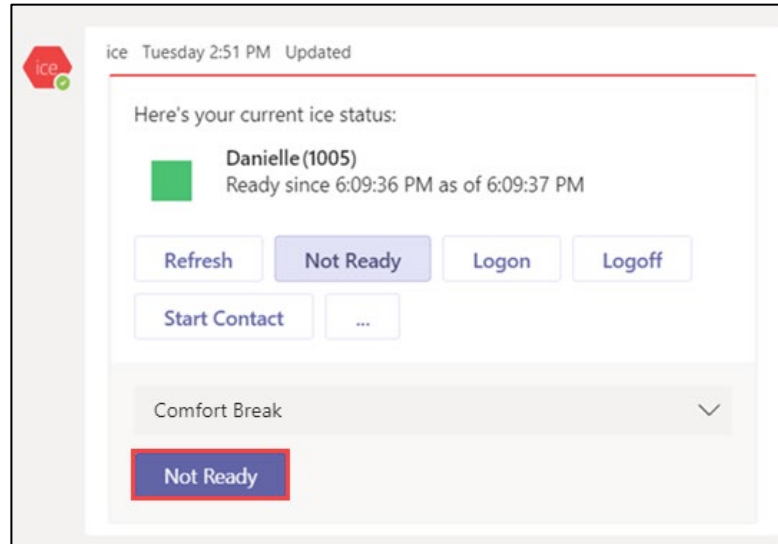 ice
ice Tuesday 2:51 PM Updated
Here's your current ice status:
Danielle (1005)
Ready since 6:09:36 PM as of 6:09:37 PM
Refresh Not Ready Logon Logoff
Start Contact ...
Comfort Break
Not Ready